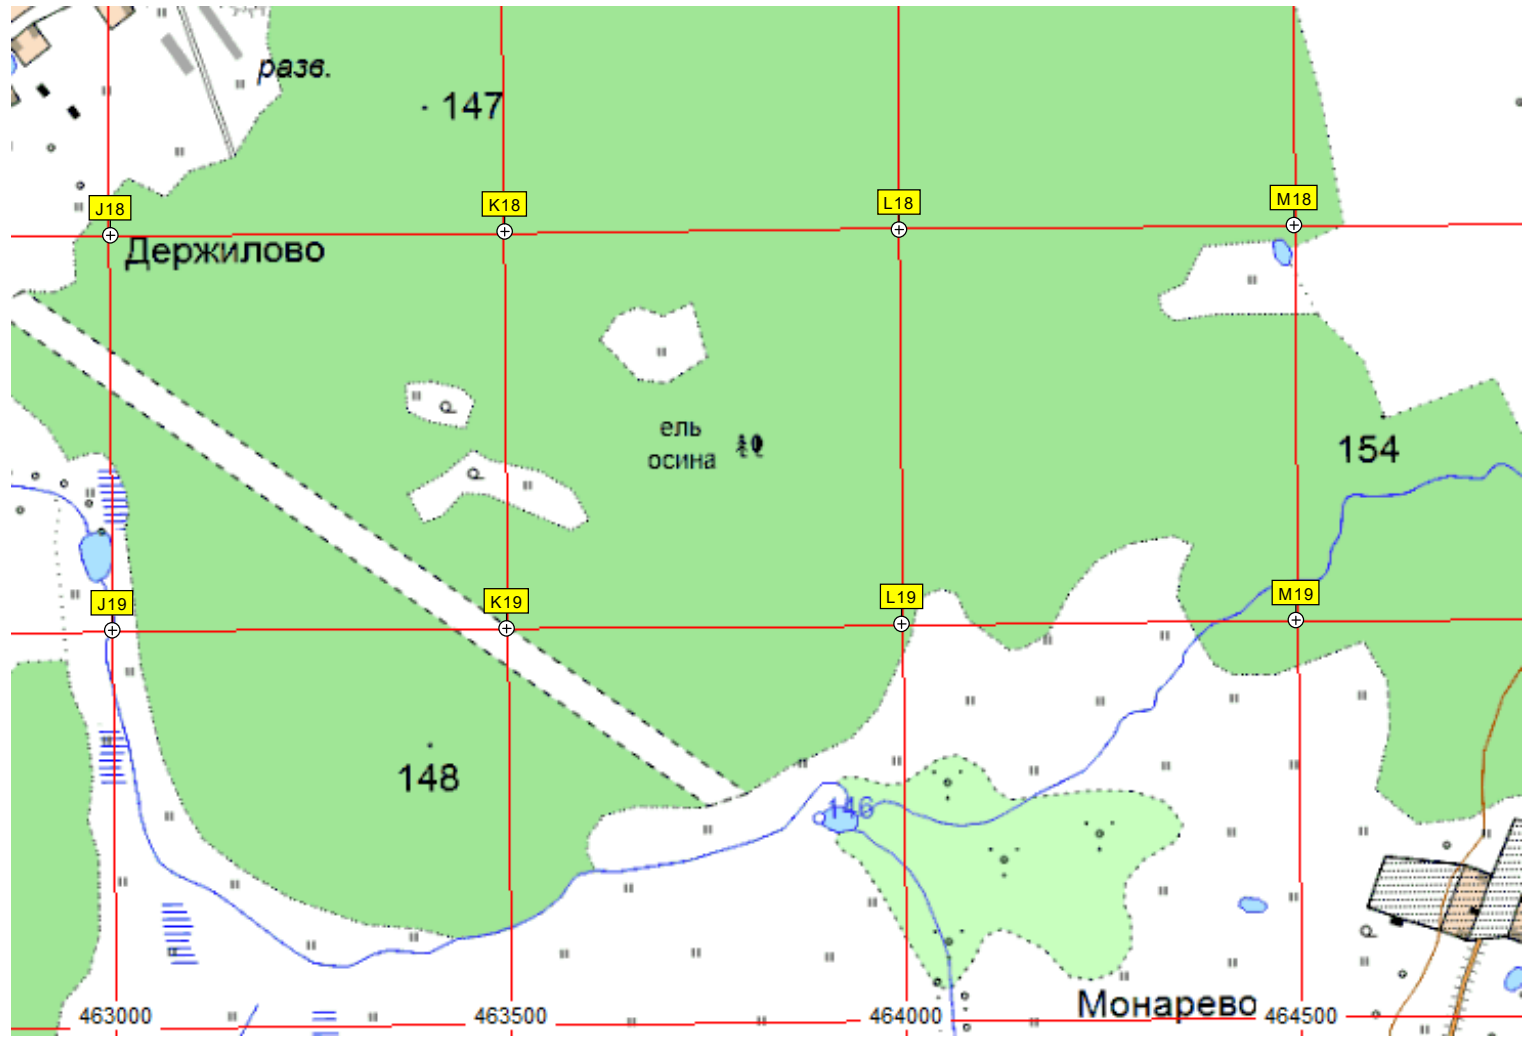 разв.
147
J18
K18
L18
M18
Держилово
ель
осина
154
J19
K19
L19
M19
148
146
Монарево
463000
463500
464000
464500